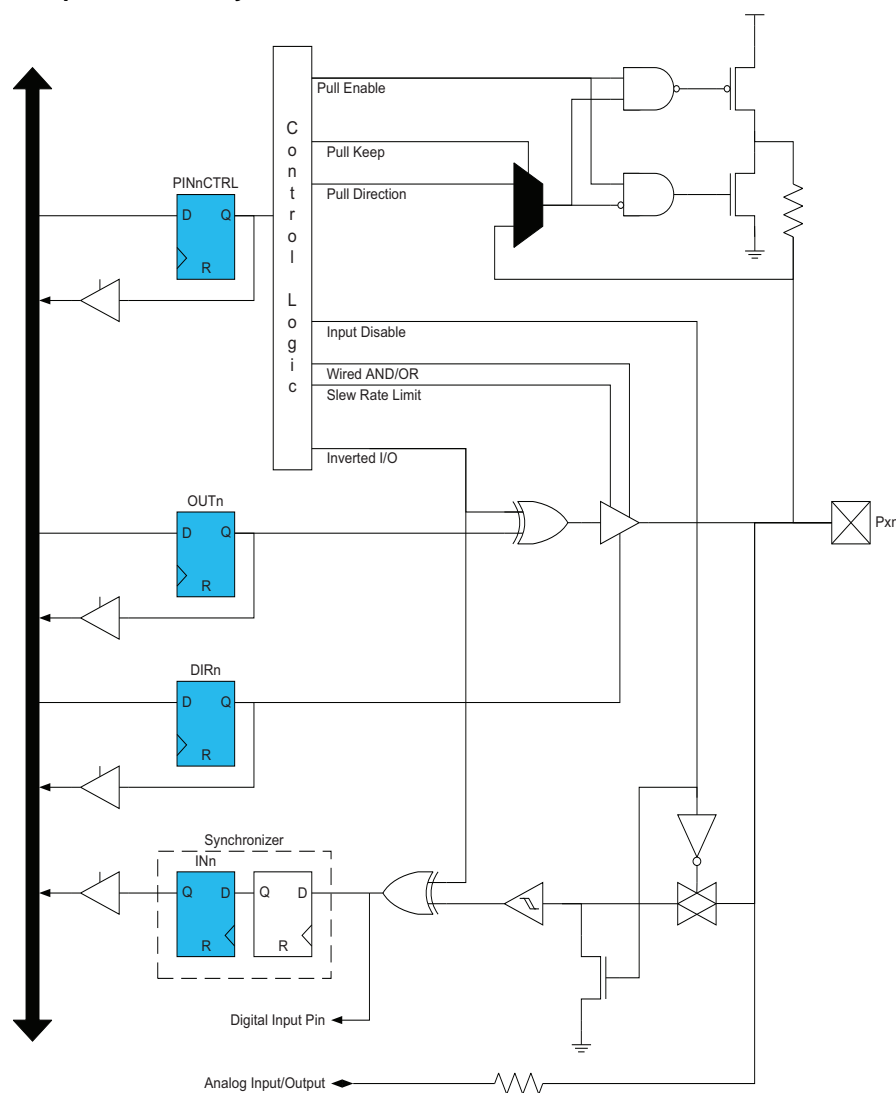 Pull Enable
Control Logic
Pull Keep
PINnCTRL
Pull Direction
D Q
R
Input Disable
Wired AND/OR
Slew Rate Limit
Inverted I/O
OUTn
D Q
R
Pxn
DIRn
D Q
R
Synchronizer
INn
Q D Q D
R R
Digital Input Pin
Analog Input/Output